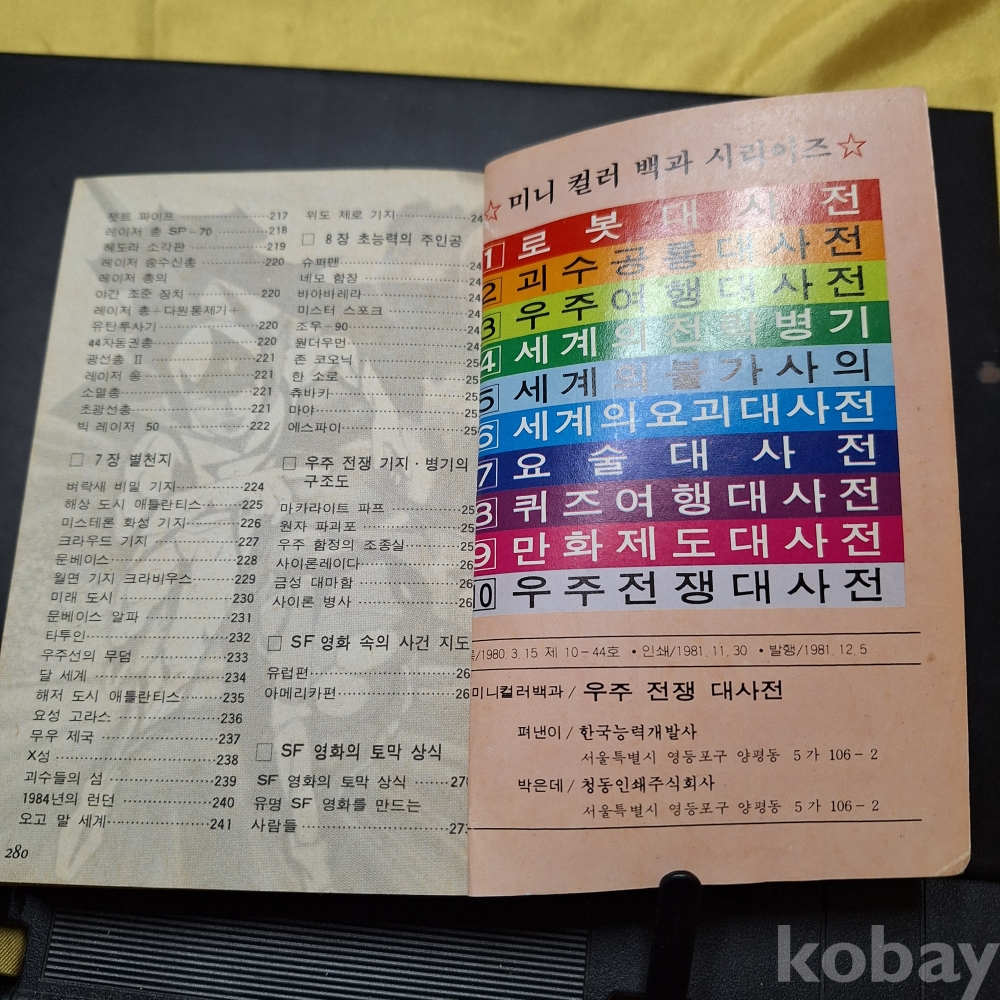 젯트 파이프 217
레이저 총 SP-70 218
헤도라 소각판 219
레이저 송수신총 220
레이저 총의
야간 조준 장치 220
레이저 총+다원통제기+
유탄투사기 220
44자동권총 220
광선총 Ⅱ 221
레이저 옹 221
소멸총 221
초광선총 221
빅 레이저 50 222
□ 7장 별천지
벼락새 비밀 기지 224
해상 도시 애틀란티스 225
미스테론 화성 기지 226
크라우드 기지 227
문베이스 228
월면 기지 크라비우스 229
미래 도시 230
문베이스 알파 231
타투인 232
우주선의 무덤 233
달 세계 234
해저 도시 애틀란티스 235
요성 고라스 236
무우 제국 237
X성 238
괴수들의 섬 239
1984년의 런던 240
오고 말 세계 241
280
위도 제로 기지 24
□ 8장 초능력의 주인공
슈퍼맨 24
네모 함장 24
바아바레라 24
미스터 스포크 24
조우-90 24
원더우먼 24
존 코오닉 25
한 소로 25
츄바카 25
마야 25
에스파이 25
□ 우주 전쟁 기지·병기의
구조도
마카라이트 파프 25
원자 파괴포 25
우주 함정의 조종실 25
사이론레이다 25
금성 대마함 26
사이론 병사 26
□ SF 영화 속의 사건 지도
유럽편 26
아메리카편 26
□ SF 영화의 토막 상식
SF 영화의 토막 상식 270
유명 SF 영화를 만드는
사람들 273
☆ 미니 컬러 백과 시리이즈 ☆
1 로봇대사전
2 괴수공룡대사전
3 우주여행대사전
4 세계의전략병기
5 세계의불가사의
6 세계의요괴대사전
7 요술대사전
8 퀴즈여행대사전
9 만화제도대사전
10 우주전쟁대사전
/1980.3.15 제 10-44호 •인쇄/1981.11.30 •발행/1981.12.5
미니컬러백과/ 우주 전쟁 대사전
펴낸이/한국능력개발사
서울특별시 영등포구 양평동 5가 106-2
박은데/청동인쇄주식회사
서울특별시 영등포구 양평동 5가 106-2
kobay